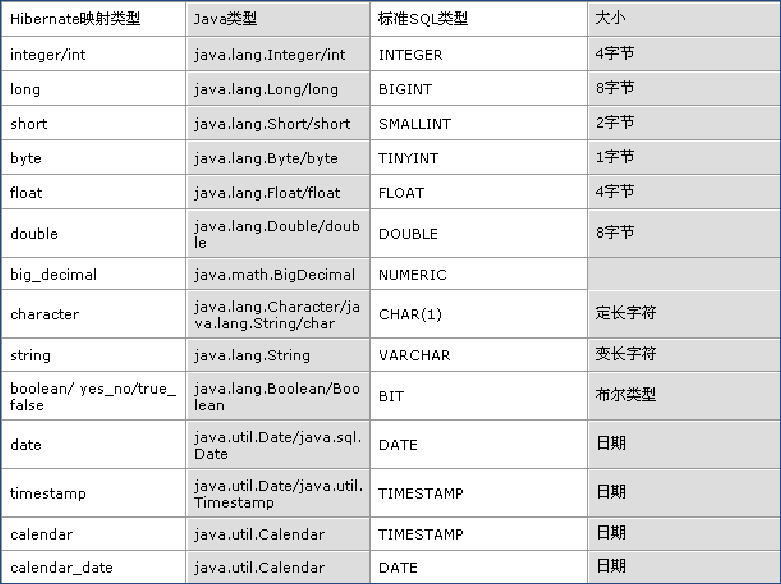 Hibernate映射类型 Java类型 标准SQL类型 大小
integer/int java.lang.Integer/int INTEGER 4字节
long java.lang.Long/long BIGINT 8字节
short java.lang.Short/short SMALLINT 2字节
byte java.lang.Byte/byte TINYINT 1字节
float java.lang.Float/float FLOAT 4字节
double java.lang.Double/doub
le DOUBLE 8字节
big_decimal java.math.BigDecimal NUMERIC
character java.lang.Character/ja
va.lang.String/char CHAR(1) 定长字符
string java.lang.String VARCHAR 变长字符
boolean/ yes_no/true_ java.lang.Boolean/Boo
false lean BIT 布尔类型
date java.util.Date/java.sql.
Date DATE 日期
timestamp java.util.Date/java.util.
Timestamp TIMESTAMP 日期
calendar java.util.Calendar TIMESTAMP 日期
calendar_date java.util.Calendar DATE 日期